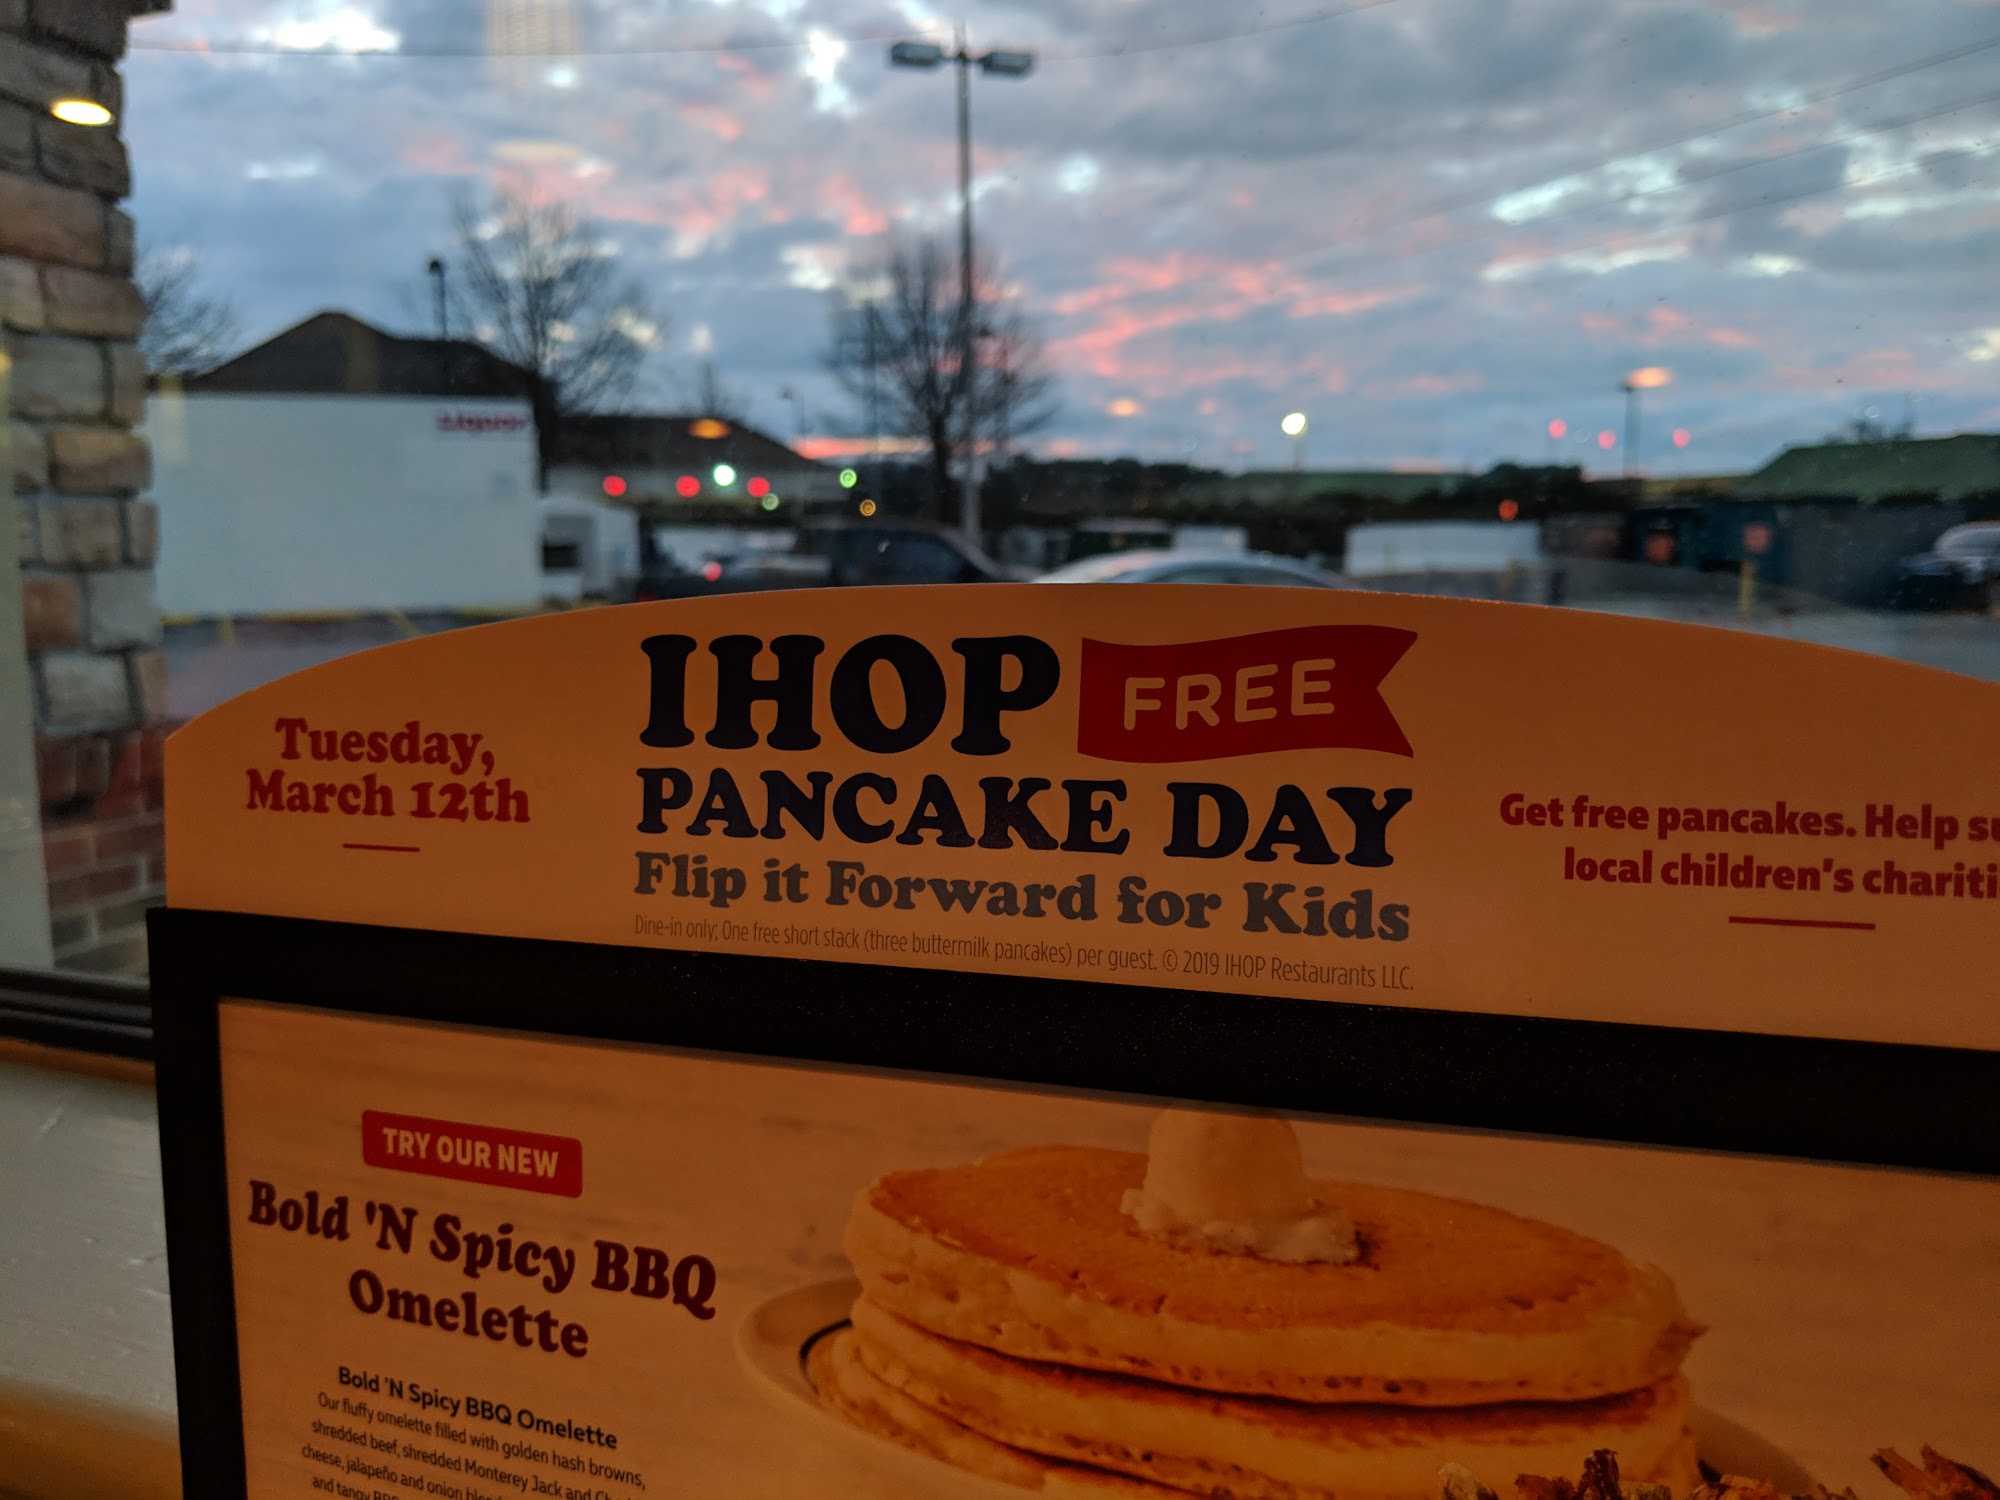 Liquor
IHOP FREE
PANCAKE DAY
Flip it Forward for Kids
Dine-in only; One free short stack (three buttermilk pancakes) per guest. © 2019 IHOP Restaurants LLC.
Tuesday,
March 12th
Get free pancakes. Help
local children's
TRY OUR NEW
Bold 'N Spicy BBQ
Omelette
Bold 'N Spicy BBQ Omelette
Our fluffy omelette filled with golden hash browns,
shredded beef, shredded Monterey Jack and
cheese, jalapeño and onion
and tangy